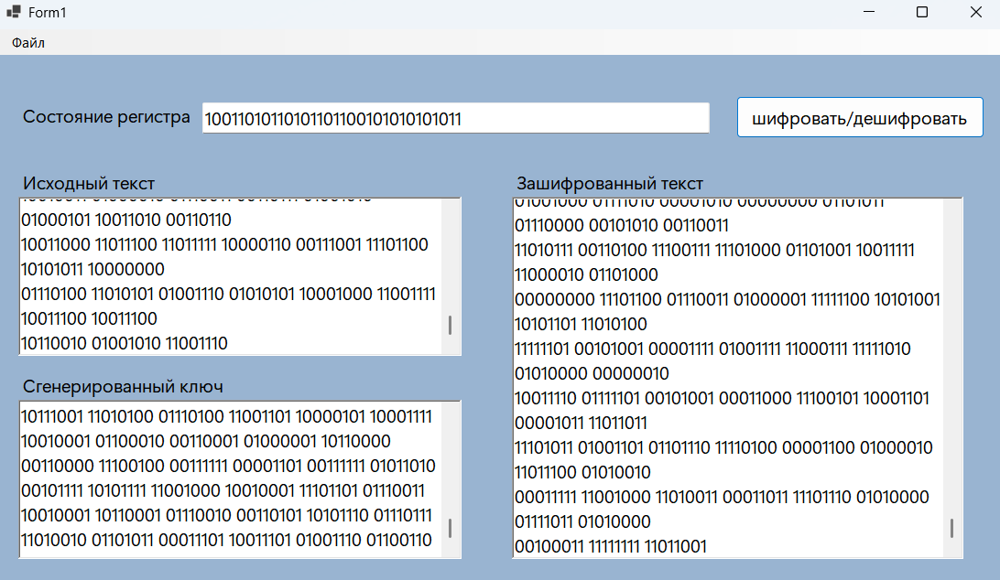 Form1
Файл
Состояние регистра
1001101011010110110010101010101011
шифровать/дешифровать
Исходный текст
01000101 10011010 00110110
10011000 11011100 11011111 10000110 00111001 11101100
10101011 10000000
01110100 11010101 01001110 01010101 10001000 11001111
10011100 10011100
10110010 01001010 11001110
Сгенерированный ключ
10111001 11010100 01110100 11001101 10000101 10001111
10010001 01100010 00110001 01000001 10110000
00110000 11100100 00111111 00001101 00111111 01011010
00101111 10101111 11001000 10010001 11101101 01110011
10010001 10110001 01110010 00110101 10101110 01110111
11010010 01101011 00011101 10011101 01001110 01100110
Зашифрованный текст
01001000 01111010 00001010 00000000 01101011
01110000 00101010 00110011
11010111 00110100 11100111 11101000 01101001 10011111
11000010 01101000
00000000 11101100 01110011 01000001 11111100 10101001
10101101 11010100
11111101 00101001 00001111 01001111 11000111 11111010
01010000 00000010
10011110 01111101 00101001 00011000 11100101 10001101
00001011 11011011
11101011 01001101 01101110 11110100 00001100 01000010
11011100 01010010
00011111 11001000 11010011 00011011 11101110 01010000
01111011 01010000
00100011 11111111 11011001